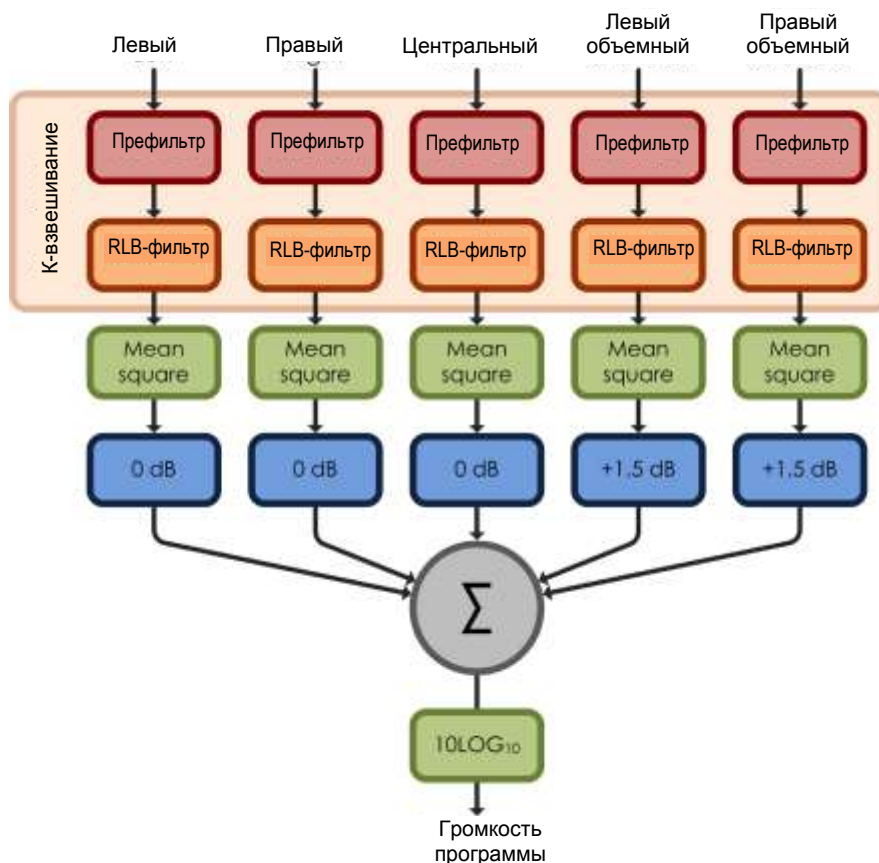 Левый
Правый
Центральный
Левый
объемный
Правый
объемный
К-взвешивание
Префильтр
Префильтр
Префильтр
Префильтр
Префильтр
RLB-фильтр
RLB-фильтр
RLB-фильтр
RLB-фильтр
RLB-фильтр
Mean
square
Mean
square
Mean
square
Mean
square
Mean
square
0 dB
0 dB
0 dB
+1.5 dB
+1.5 dB
Σ
10LOG₁₀
Громкость
программы